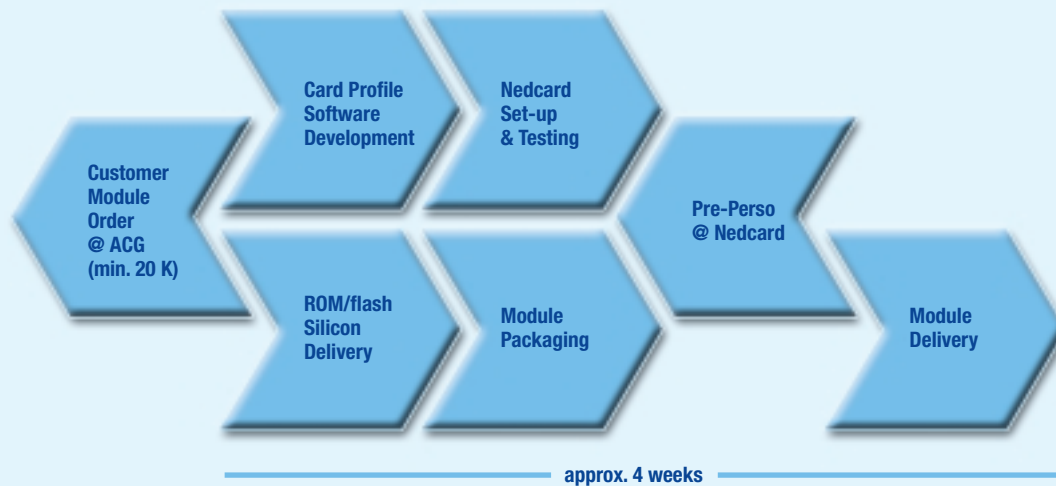 Customer
Module
Order
@ ACG
(min. 20 K)
Card Profile
Software
Development
Nedcard
Set-up
& Testing
ROM/flash
Silicon
Delivery
Module
Packaging
Pre-Perso
@ Nedcard
Module
Delivery
approx. 4 weeks